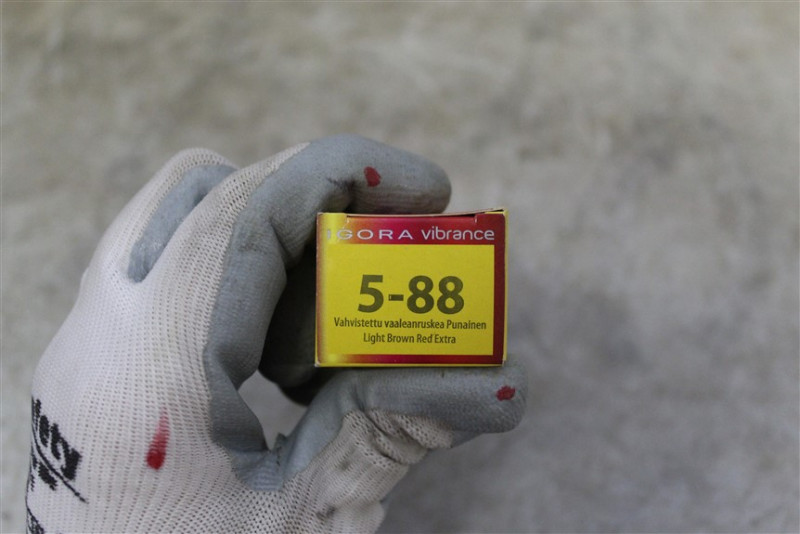 IGORA vibrance
5-88
Vahvistettu vaaleanruskea Punainen
Light Brown Red Extra